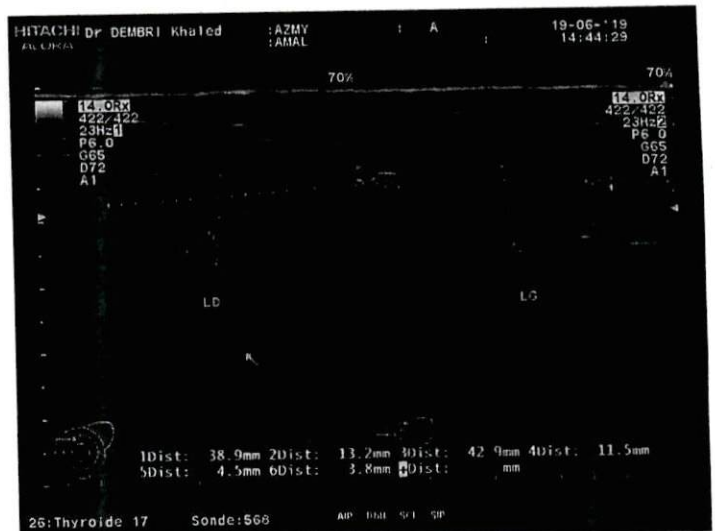 HITACHI Dr DEMBRI Khaled :AZMY : A 19-06-'19
ALOKA :AMAL : 14:44:29
70% 70%
14.0Rx 14.0Rx
422/422 422/422
23Hz1 23Hz2
P6.0 P6.0
G65 G65
D72 D72
A1 A1
LD LG
1Dist: 38.9mm 2Dist: 13.2mm 3Dist: 42.9mm 4Dist: 11.5mm
5Dist: 4.5mm 6Dist: 3.8mm +Dist: mm
26:Thyroide 17 Sonde:568